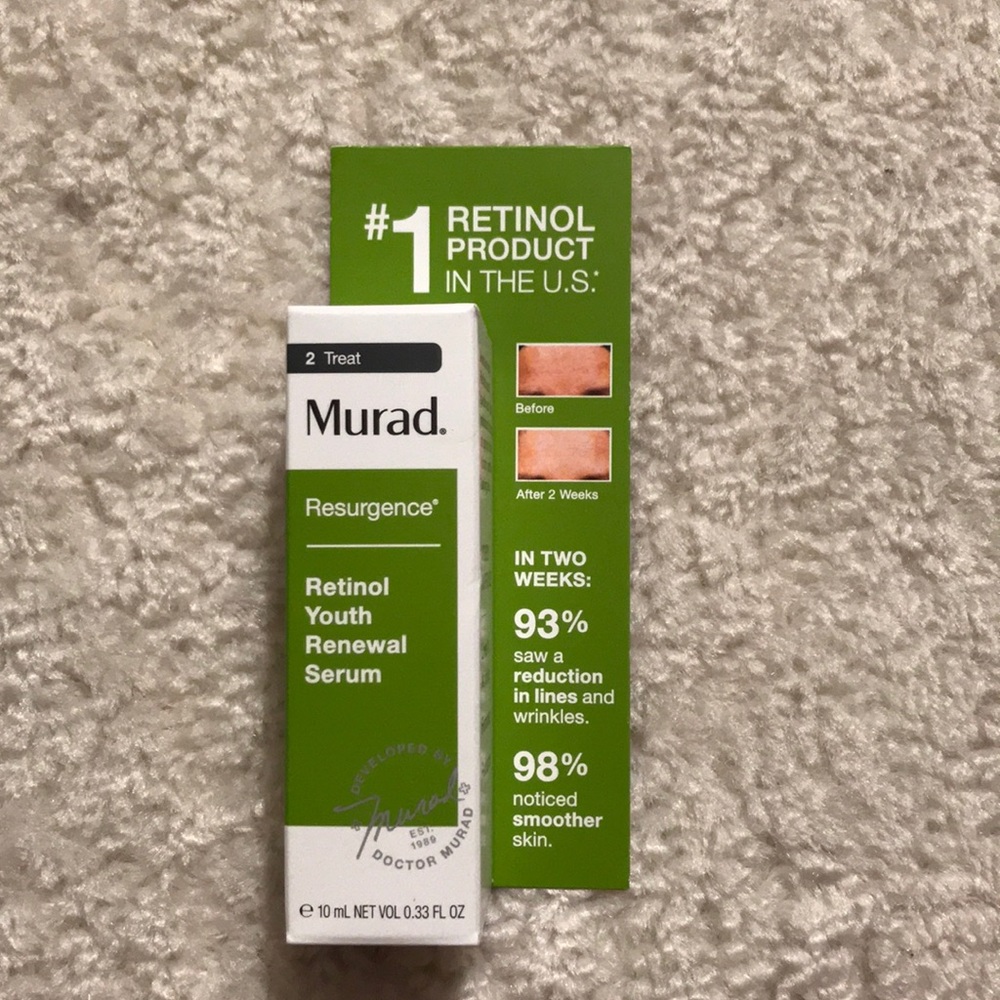 #1 RETINOL
PRODUCT
IN THE U.S.*
Before
After 2 Weeks
IN TWO
WEEKS:
93%
saw a
reduction
in lines and
wrinkles.
98%
noticed
smoother
skin.
2 Treat
Murad.®
Resurgence®
Retinol
Youth
Renewal
Serum
DEVELOPED BY
Murad
EST.
1989
DOCTOR MURAD
℮ 10 mL NET VOL 0.33 FL OZ